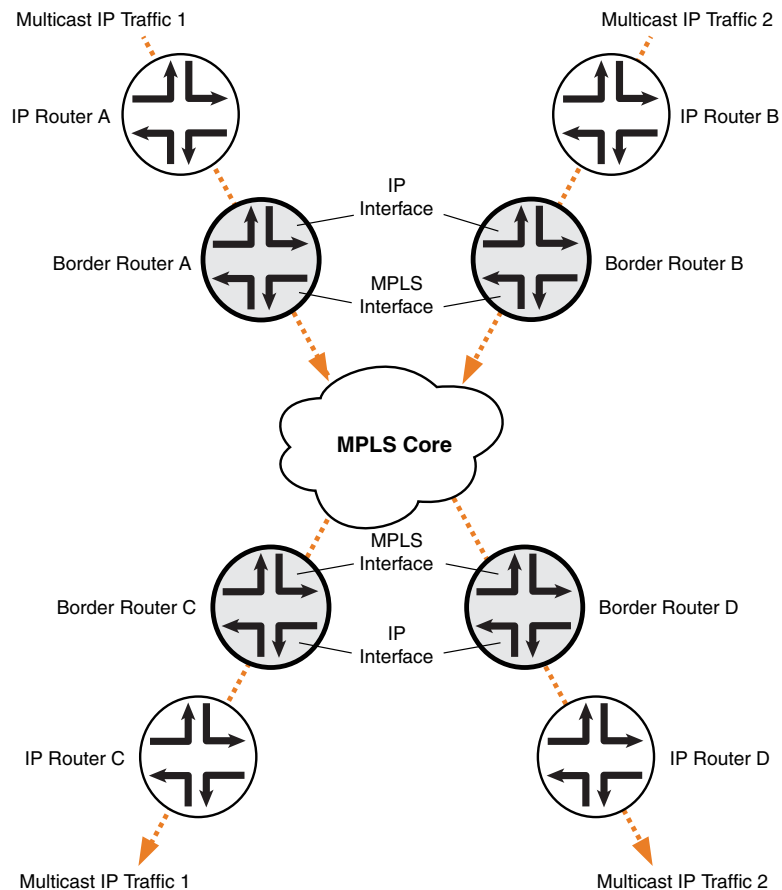 Multicast IP Traffic 1
Multicast IP Traffic 2
IP Router A
IP Router B
IP
Interface
Border Router A
Border Router B
MPLS
Interface
MPLS Core
MPLS
Interface
Border Router C
Border Router D
IP
Interface
IP Router C
IP Router D
Multicast IP Traffic 1
Multicast IP Traffic 2